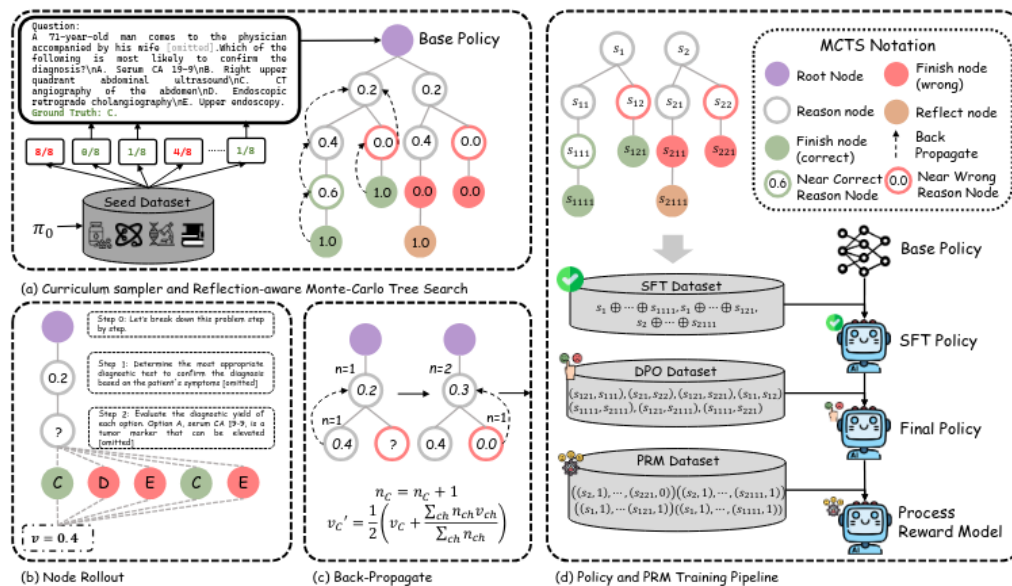 Question:
A 71-year-old man comes to the physician
accompanied by his wife [omitted].Which of the
following is most likely to confirm the
diagnosis?\nA. Serum CA 19-9\nB. Right upper
quadrant abdominal ultrasound\nC. CT
angiography of the abdomen\nD. Endoscopic
retrograde cholangiography\nE. Upper endoscopy.
Ground Truth: C.
8/8 0/8 1/8 4/8 ...... 1/8
Seed Dataset
π0
Base Policy
0.2 0.2
0.4 0.0 0.4 0.0
0.6 1.0 0.0 0.0
1.0 1.0
(a) Curriculum sampler and Reflection-aware Monte-Carlo Tree Search
Step 0: Let's break down this problem step
by step.
0.2
Step 1: Determine the most appropriate
diagnostic test to confirm the diagnosis
based on the patient's symptoms [omitted]
?
Step 2: Evaluate the diagnostic yield of
each option. Option A, serum CA 19-9, is a
tumor marker that can be elevated
[omitted]
C D E C E
v = 0.4
(b) Node Rollout
n=1 n=2
0.2 0.3
n=1 n=1 n=1
0.4 ? 0.4 0.0
n_C = n_C + 1
v_C' = 1/2 (v_C + ∑_ch n_ch v_ch / ∑_ch n_ch)
(c) Back-Propagate
s1 s2
s11 s12 s21 s22
s111 s121 s211 s221
s1111 s2111
MCTS Notation
Root Node
Reason node
Finish node
(correct)
0.6 Near Correct
Reason Node
Finish node
(wrong)
Reflect node
Back
Propagate
0.0 Near Wrong
Reason Node
Base Policy
SFT Dataset
s1 ⊕ ⋯ ⊕ s1111, s1 ⊕ ⋯ ⊕ s121,
s2 ⊕ ⋯ ⊕ s2111
SFT Policy
DPO Dataset
(s121, s111), (s21, s22), (s121, s221), (s11, s12)
(s1111, s2111), (s121, s2111), (s1111, s221)
Final Policy
PRM Dataset
((s2, 1), ⋯, (s221, 0))((s2, 1), ⋯, (s2111, 1))
((s1, 1), ⋯ (s121, 1))((s1, 1), ⋯, (s1111, 1))
Process
Reward Model
(d) Policy and PRM Training Pipeline